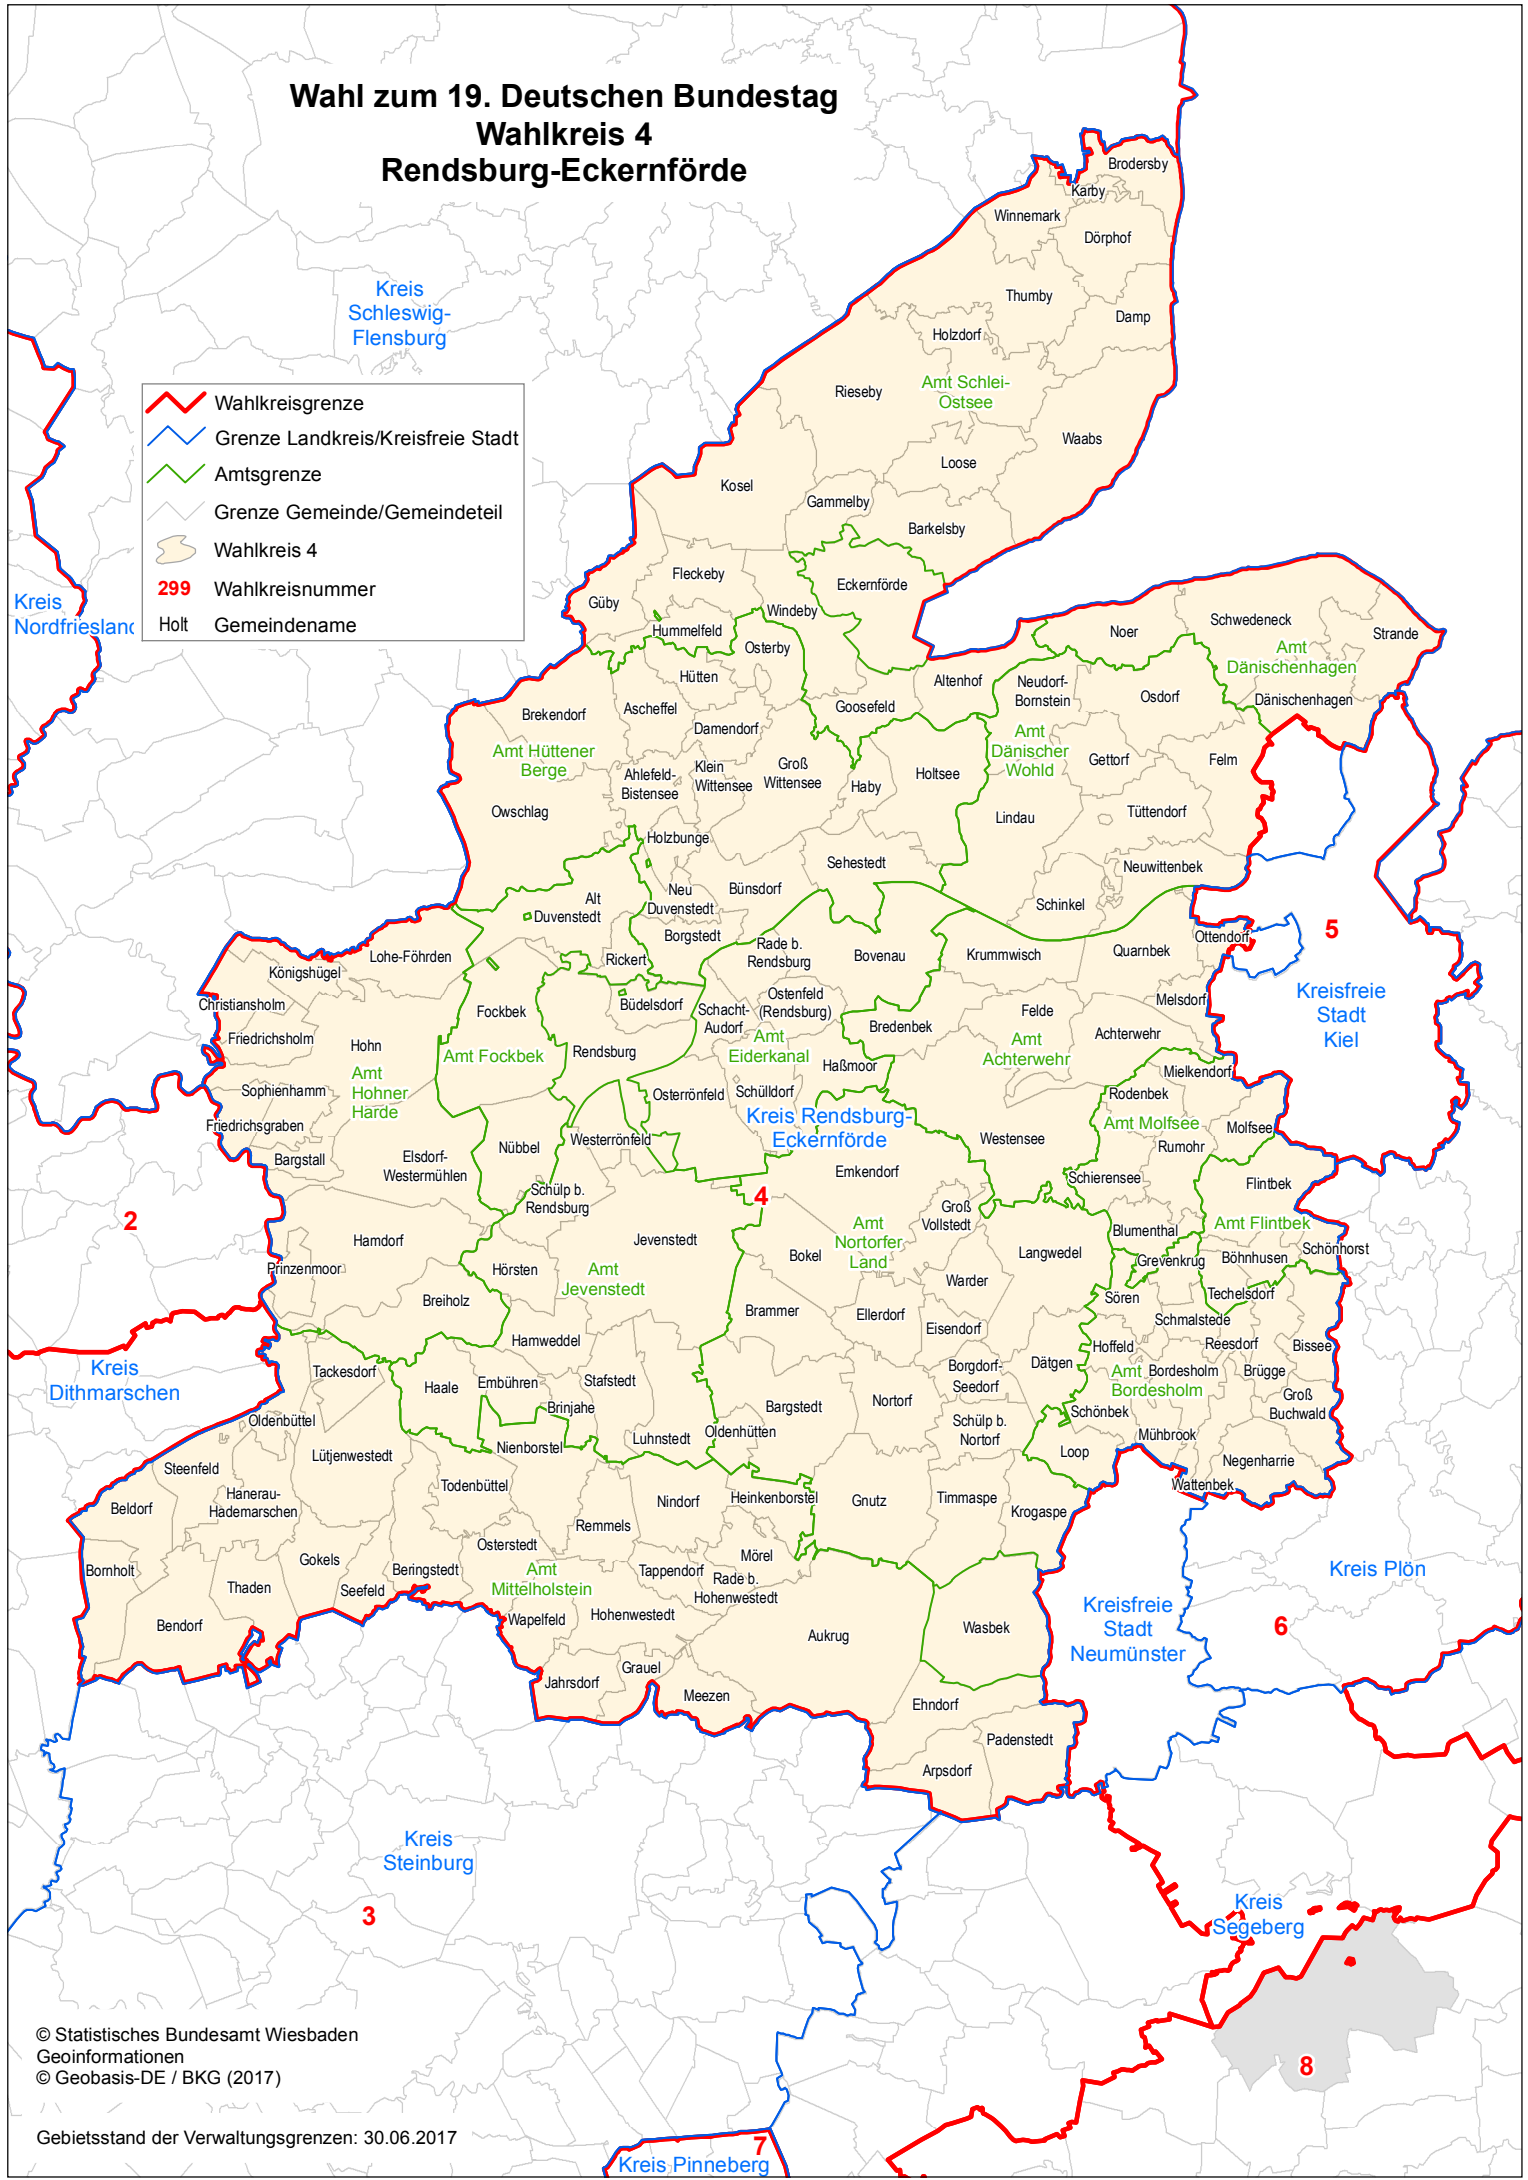 Wahl zum 19. Deutschen Bundestag
Wahlkreis 4
Rendsburg-Eckernförde
Kreis
Schleswig-
Flensburg
Wahlkreisgrenze
Grenze Landkreis/Kreisfreie Stadt
Amtsgrenze
Grenze Gemeinde/Gemeindeteil
Wahlkreis 4
299 Wahlkreisnummer
Holt Gemeindename
Kreis
Nordfriesland
Brodersby
Karby
Winnemark
Dörphof
Thumby
Damp
Holzdorf
Rieseby
Amt Schlei-
Ostsee
Waabs
Loose
Kosel
Gammelby
Barkelsby
Fleckeby
Eckernförde
Güby
Windeby
Hummelfeld
Osterby
Noer
Schwedeneck
Strande
Amt
Dänischenhagen
Dänischenhagen
Hütten
Altenhof
Neudorf-
Bornstein
Osdorf
Goosefeld
Brekendorf
Ascheffel
Damendorf
Amt Hüttener
Berge
Amt
Dänischer
Wohld
Gettorf
Felm
Ahlefeld-
Bistensee
Klein
Wittensee
Groß
Wittensee
Haby
Holtsee
Owschlag
Lindau
Tüttendorf
Holzbunge
Sehestedt
Neuwittenbek
Alt
Duvenstedt
Neu
Duvenstedt
Bünsdorf
Schinkel
Borgstedt
Rickert
Rade b.
Rendsburg
Bovenau
Krummwisch
Quarnbek
Ottendorf
5
Lohe-Föhrden
Königshügel
Christiansholm
Friedrichsholm
Hohn
Fockbek
Büdelsdorf
Schacht-
Audorf
Ostenfeld
(Rendsburg)
Bredenbek
Felde
Melsdorf
Achterwehr
Kreisfreie
Stadt
Kiel
Amt Fockbek
Rendsburg
Amt
Eiderkanal
Haßmoor
Amt
Achterwehr
Amt
Hohner
Harde
Sophienhamm
Osterrönfeld
Schülldorf
Mielkendorf
Rodenbek
Friedrichsgraben
Kreis Rendsburg-
Eckernförde
Amt Molfsee
Molfsee
Rumohr
Westerrönfeld
Westensee
Bargstall
Elsdorf-
Westermühlen
Nübbel
Emkendorf
Schierensee
Flintbek
Schülp b.
Rendsburg
4
Groß
Vollstedt
2
Amt
Nortorfer
Land
Blumenthal
Amt Flintbek
Hamdorf
Jevenstedt
Bokel
Langwedel
Grevenkrug
Böhnhusen
Schönhorst
Prinzenmoor
Hörsten
Amt
Jevenstedt
Warder
Sören
Techelsdorf
Breiholz
Brammer
Ellerdorf
Eisendorf
Schmalstede
Hamweddel
Hoffeld
Reesdorf
Bissee
Kreis
Dithmarschen
Tackesdorf
Haale
Embühren
Stafstedt
Borgdorf-
Seedorf
Dätgen
Amt
Bordesholm
Bordesholm
Brügge
Groß
Buchwald
Brinjahe
Bargstedt
Nortorf
Schönbek
Oldenbüttel
Nienborstel
Luhnstedt
Oldenhütten
Schülp b.
Nortorf
Loop
Mühbrook
Negenharrie
Wattenbek
Lütjenwestedt
Steenfeld
Todenbüttel
Beldorf
Hanerau-
Hademarschen
Nindorf
Heinkenborstel
Gnutz
Timmaspe
Krogaspe
Remmels
Osterstedt
Mörel
Bornholt
Gokels
Beringstedt
Amt
Mittelholstein
Tappendorf
Rade b.
Hohenwestedt
Thaden
Seefeld
Kreis Plön
Kreisfreie
Stadt
Neumünster
6
Bendorf
Wapelfeld
Hohenwestedt
Aukrug
Wasbek
Grauel
Jahrsdorf
Meezen
Ehndorf
Padenstedt
Arpsdorf
Kreis
Steinburg
3
Kreis
Segeberg
8
© Statistisches Bundesamt Wiesbaden
Geoinformationen
© Geobasis-DE / BKG (2017)
Gebietsstand der Verwaltungsgrenzen: 30.06.2017
7
Kreis Pinneberg